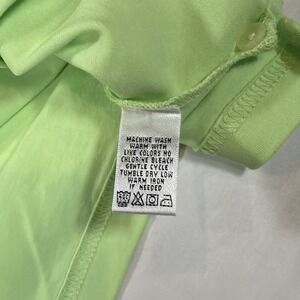 MACHINE WASH
WARM WITH
LIKE COLORS NO
CHLORINE BLEACH
GENTLE CYCLE
TUMBLE DRY LOW
WARM IRON
IF NEEDED